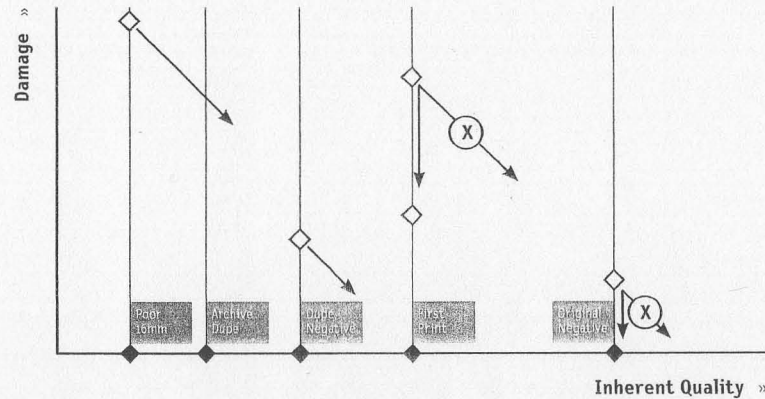 Damage »
X
X
Poor
16mm
Archive
Dupe
Dupe
Negative
First
Print
Original
Negative
Inherent Quality »